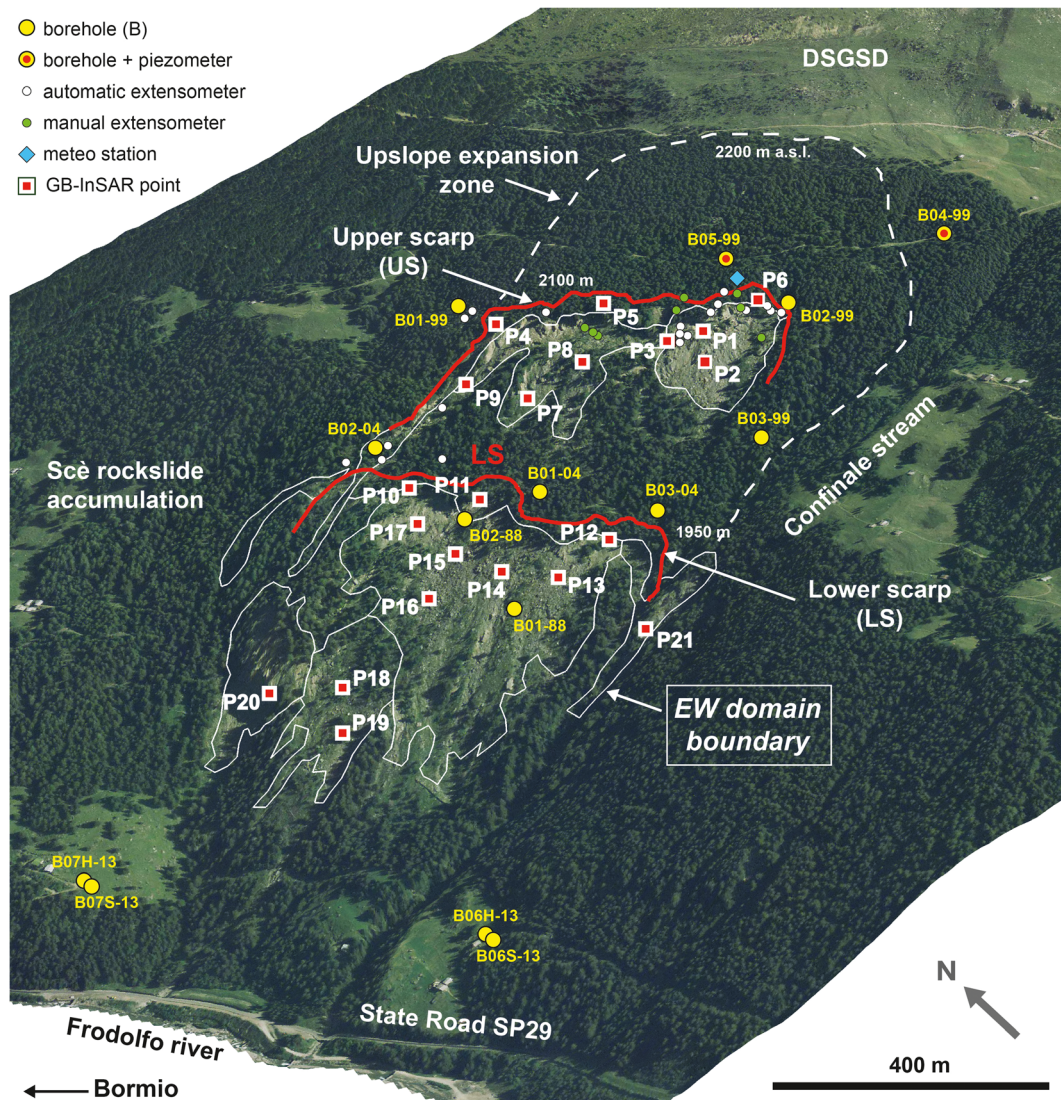 borehole (B)
borehole + piezometer
automatic extensometer
manual extensometer
meteo station
GB-InSAR point
DSGSD
2200 m a.s.l.
Upslope expansion
zone
B04-99
B05-99
Upper scarp
(US)
2100 m
P6
B01-99
P5
B02-99
P4
P3
P1
P8
P2
P9
P7
B02-04
B03-99
LS
Confinale stream
Scè rockslide
accumulation
B01-04
P10
P11
B03-04
P17
B02-88
P12
1950 m
P15
P14
P13
Lower scarp
(LS)
P16
B01-88
P21
P18
P20
P19
EW domain
boundary
B07H-13
B07S-13
B06H-13
B06S-13
N
State Road SP29
Frodolfo river
400 m
Bormio